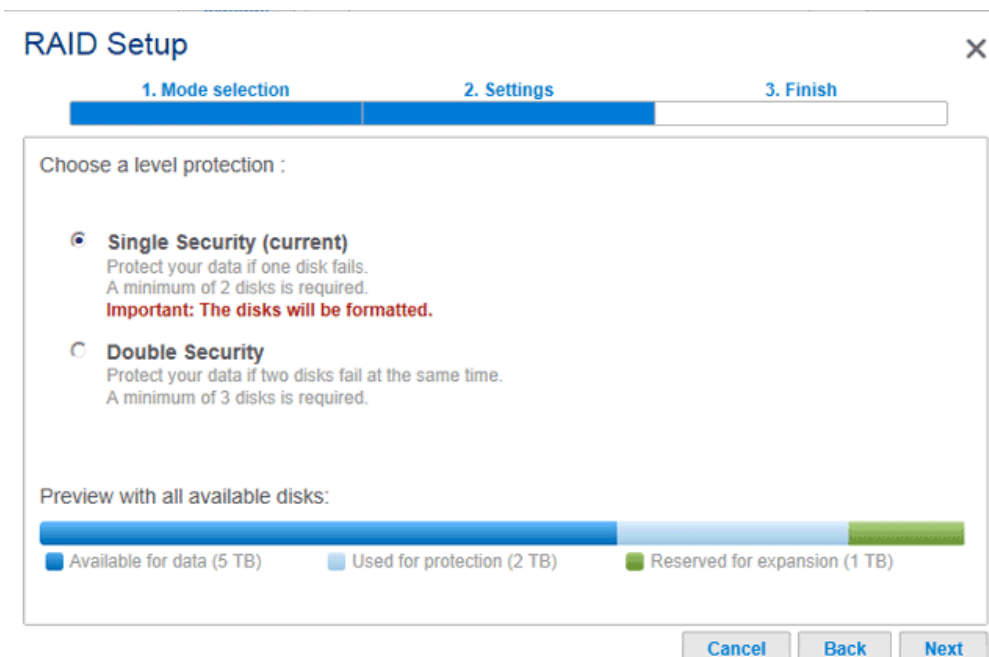 RAID Setup
1. Mode selection 2. Settings 3. Finish
Choose a level protection :
Single Security (current)
Protect your data if one disk fails.
A minimum of 2 disks is required.
Important: The disks will be formatted.
Double Security
Protect your data if two disks fail at the same time.
A minimum of 3 disks is required.
Preview with all available disks:
Available for data (5 TB) Used for protection (2 TB) Reserved for expansion (1 TB)
Cancel Back Next